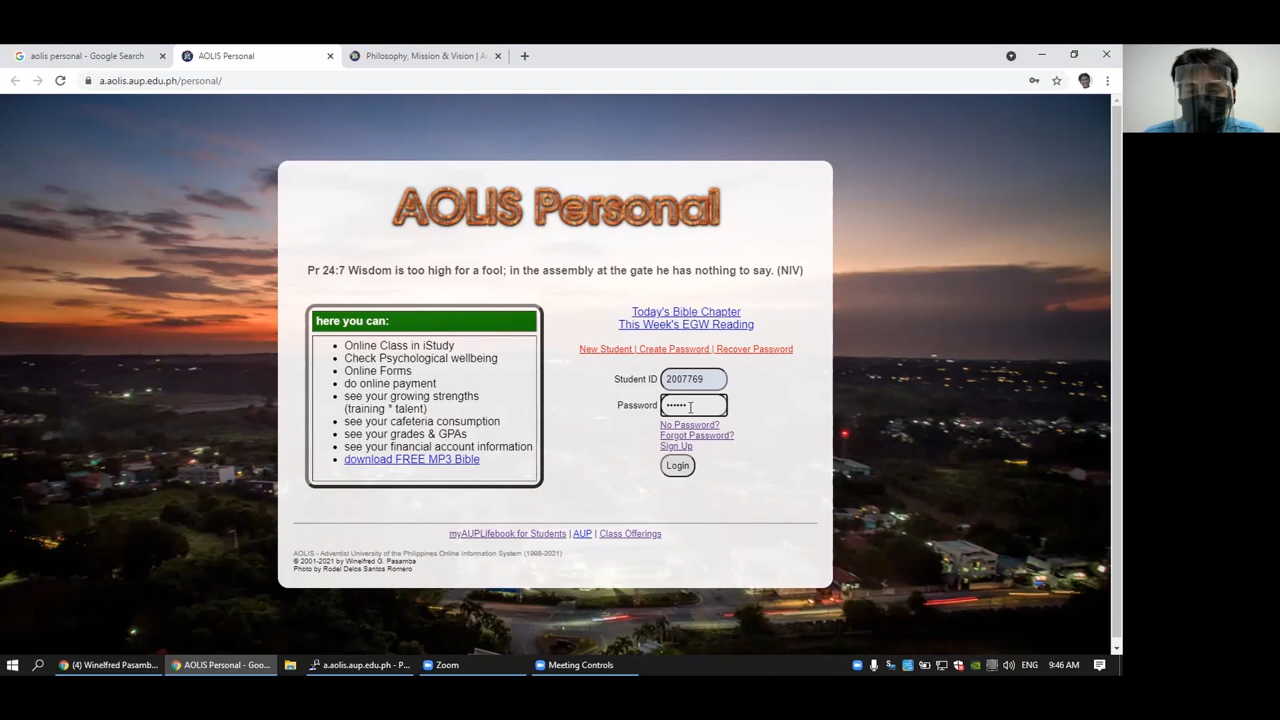 aolis personal - Google Search
AOLIS Personal
Philosophy, Mission & Vision | A
a.aolis.aup.edu.ph/personal/
AOLIS Personal
Pr 24:7 Wisdom is too high for a fool; in the assembly at the gate he has nothing to say. (NIV)
here you can:
Online Class in iStudy
Check Psychological wellbeing
Online Forms
do online payment
see your growing strengths
(training * talent)
see your cafeteria consumption
see your grades & GPAs
see your financial account information
download FREE MP3 Bible
Today's Bible Chapter
This Week's EGW Reading
New Student | Create Password | Recover Password
Student ID 2007769
Password ••••••
No Password?
Forgot Password?
Sign Up
Login
myAUPLifebook for Students | AUP | Class Offerings
AOLIS - Adventist University of the Philippines Online Information System (1998-2021)
© 2001-2021 by Winelfred G. Pasamba
Photo by Rodel Delos Santos Romero
(4) Winelfred Pasamb...
AOLIS Personal - Goo...
a.aolis.aup.edu.ph - P...
Zoom
Meeting Controls
ENG
9:46 AM